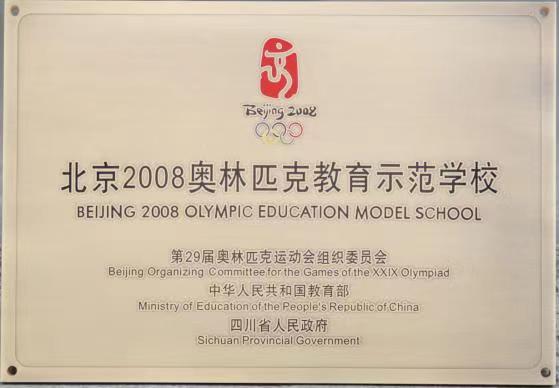 Beijing 2008
北京2008奥林匹克教育示范学校
BEIJING 2008 OLYMPIC EDUCATION MODEL SCHOOL
第29届奥林匹克运动会组织委员会
Beijing Organizing Committee for the Games of the XXIX Olympiad
中华人民共和国教育部
Ministry of Education of the People's Republic of China
四川省人民政府
Sichuan Provincial Government